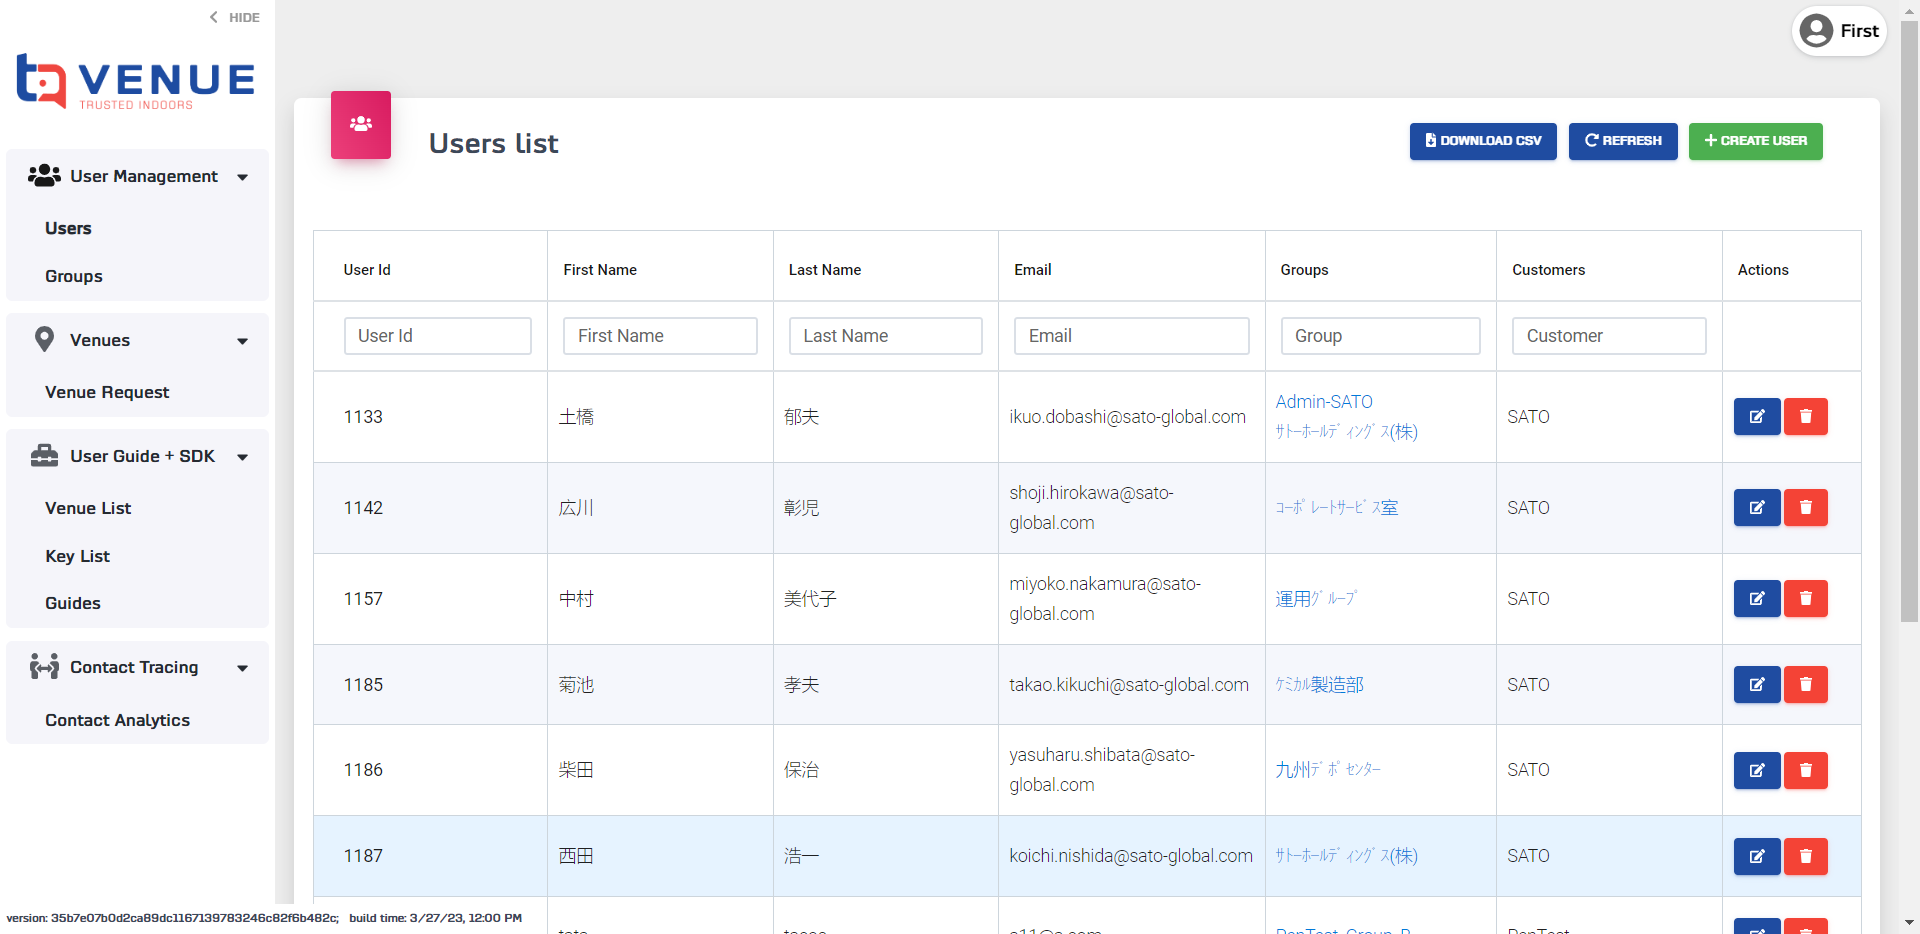 HIDE
VENUE
TRUSTED INDOORS
User Management
Users
Groups
Venues
Venue Request
User Guide + SDK
Venue List
Key List
Guides
Contact Tracing
Contact Analytics
First
Users list
DOWNLOAD CSV
REFRESH
CREATE USER
User Id First Name Last Name Email Groups Customers Actions
User Id First Name Last Name Email Group Customer
1133 土橋 郁夫 ikuo.dobashi@sato-global.com Admin-SATO SATO
ｻﾄｰﾎｰﾙﾃﾞｨﾝｸﾞｽ(株)
1142 広川 彰児 shoji.hirokawa@sato- ｺｰﾎﾟﾚｰﾄｻｰﾋﾞｽ室 SATO
global.com
1157 中村 美代子 miyoko.nakamura@sato- 運用ｸﾞﾙｰﾌﾟ SATO
global.com
1185 菊池 孝夫 takao.kikuchi@sato-global.com ｹﾐｶﾙ製造部 SATO
1186 柴田 保治 yasuharu.shibata@sato- 九州ﾃﾞﾎﾟｾﾝﾀｰ SATO
global.com
1187 西田 浩一 koichi.nishida@sato-global.com ｻﾄｰﾎｰﾙﾃﾞｨﾝｸﾞｽ(株) SATO
PenTest
version: 35b7e07b0d2ca89dc1167139783246c82f6b482c; build time: 3/27/23, 12:00 PM